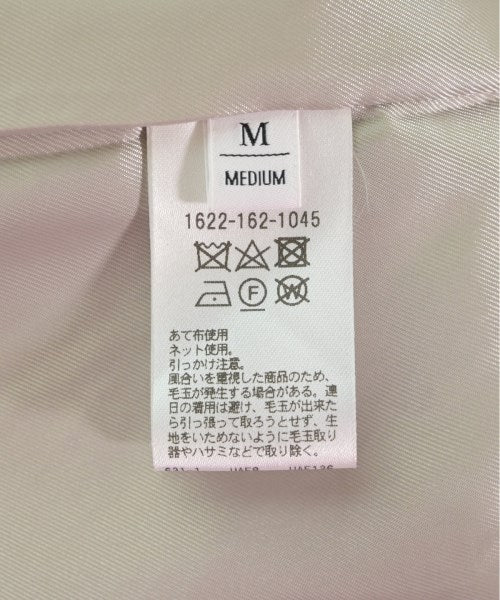 M
MEDIUM
1622-162-1045
F
W
あて布使用
ネット使用。
引っかけ注意。
風合いを重視した商品のため、
毛玉が発生する場合がある。連
日の着用は避け、毛玉が出来た
ら引っ張って取ろうとせず、生
地をいためないように毛玉取り
器やハサミなどで取り除く。